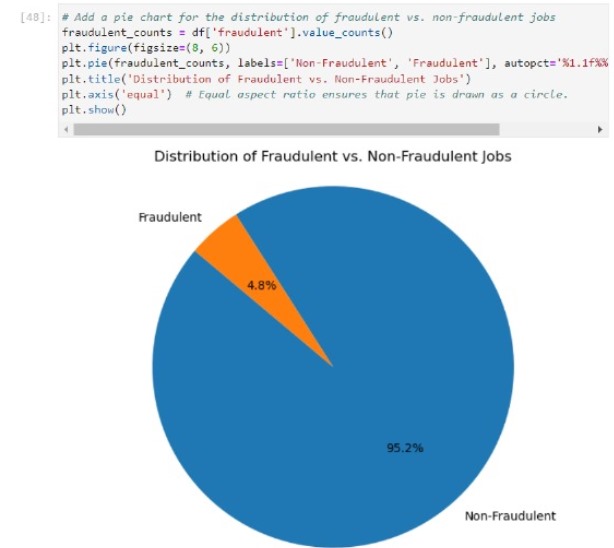 [48]: # Add a pie chart for the distribution of fraudulent vs. non-fraudulent jobs
fraudulent_counts = df['fraudulent'].value_counts()
plt.figure(figsize=(8, 6))
plt.pie(fraudulent_counts, labels=['Non-Fraudulent', 'Fraudulent'], autopct='%1.1f%%
plt.title('Distribution of Fraudulent vs. Non-Fraudulent Jobs')
plt.axis('equal')  # Equal aspect ratio ensures that pie is drawn as a circle.
plt.show()
Distribution of Fraudulent vs. Non-Fraudulent Jobs
Fraudulent
4.8%
95.2%
Non-Fraudulent